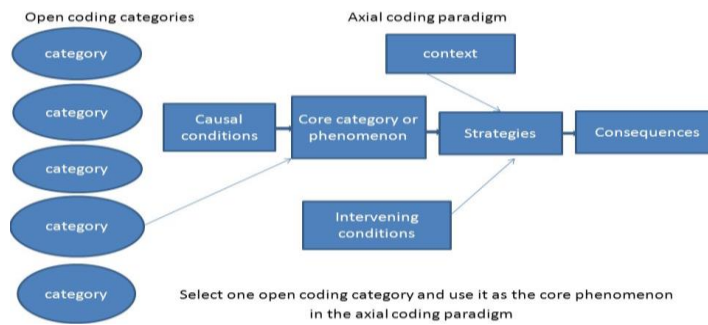 Open coding categories
Axial coding paradigm
category
context
category
Causal
conditions
Core category or
phenomenon
Strategies
Consequences
category
category
Intervening
conditions
category
Select one open coding category and use it as the core phenomenon
in the axial coding paradigm